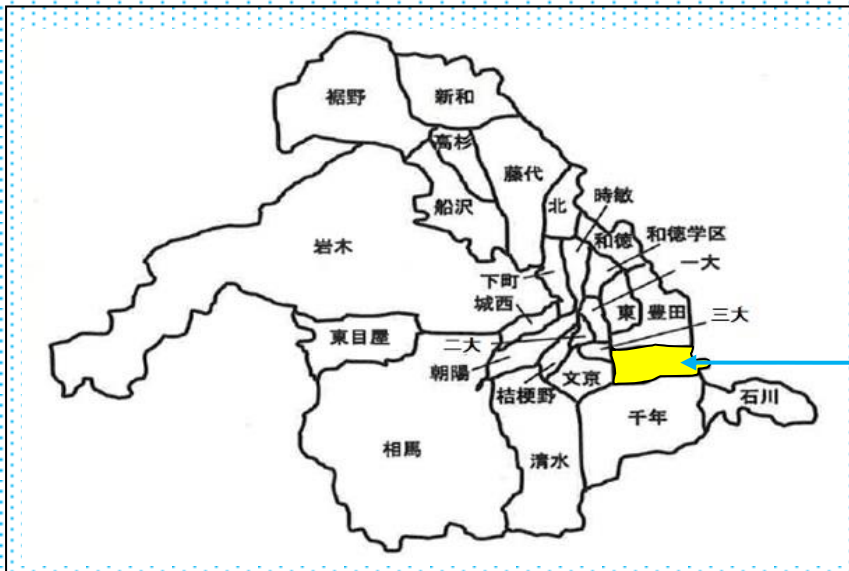 裾野
新和
高杉
藤代
時敏
船沢
北
和徳
和徳学区
岩木
一大
下町
城西
東
豊田
三大
東目屋
二大
朝陽
文京
桔梗野
石川
千年
相馬
清水